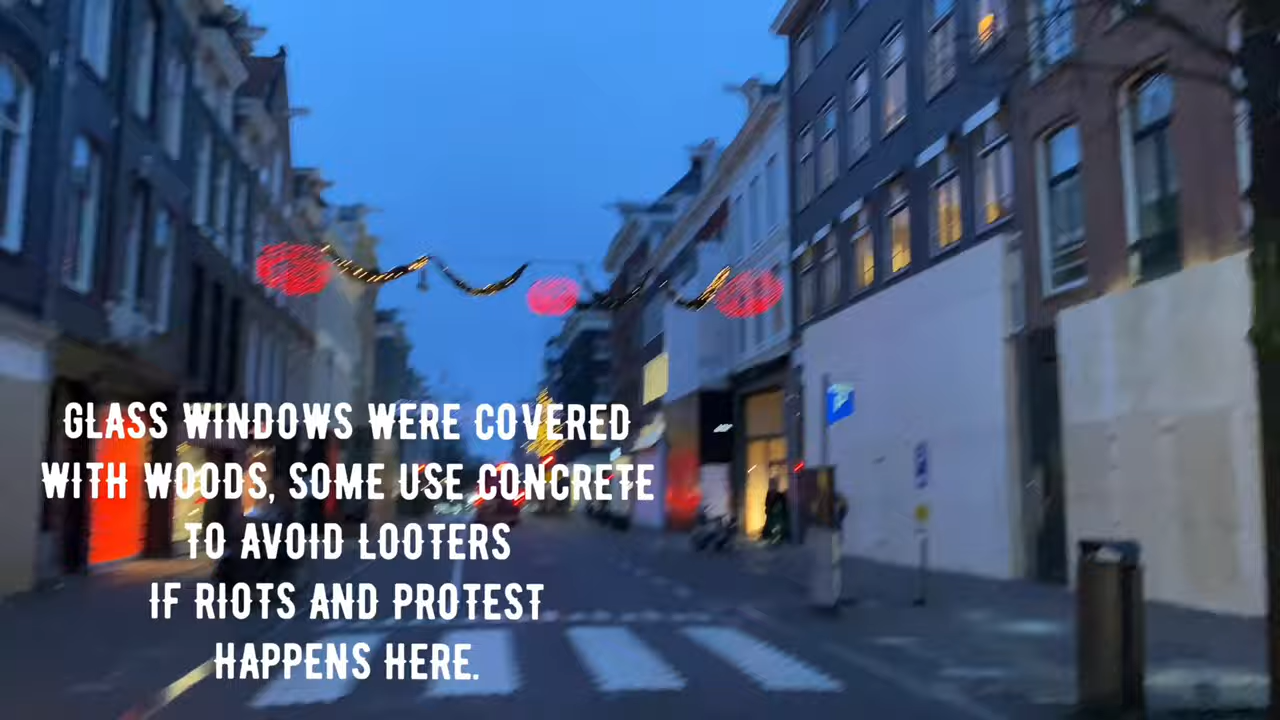 GLASS WINDOWS WERE COVERED
WITH WOODS, SOME USE CONCRETE
TO AVOID LOOTERS
IF RIOTS AND PROTEST
HAPPENS HERE.